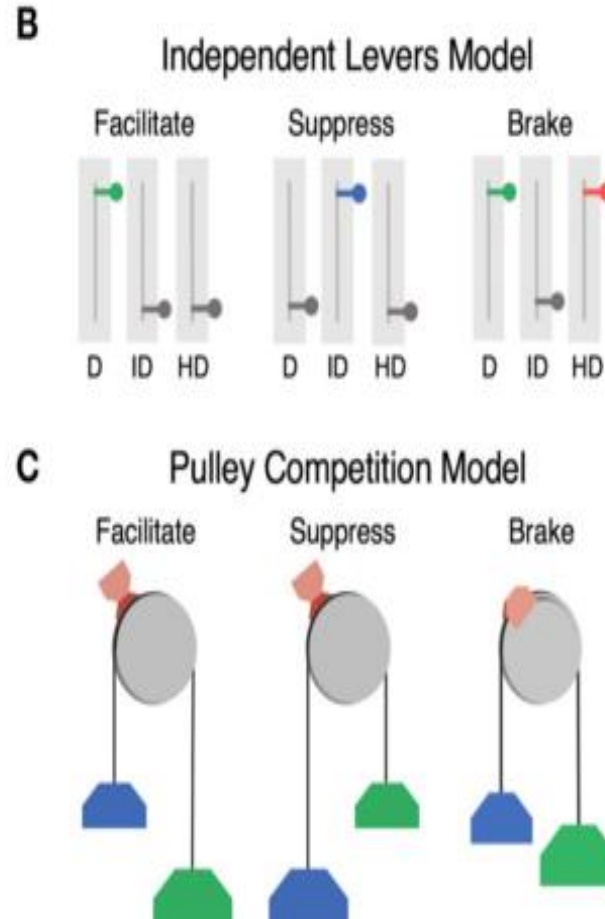 B
Independent Levers Model
Facilitate Suppress Brake
D ID HD D ID HD D ID HD
C
Pulley Competition Model
Facilitate Suppress Brake